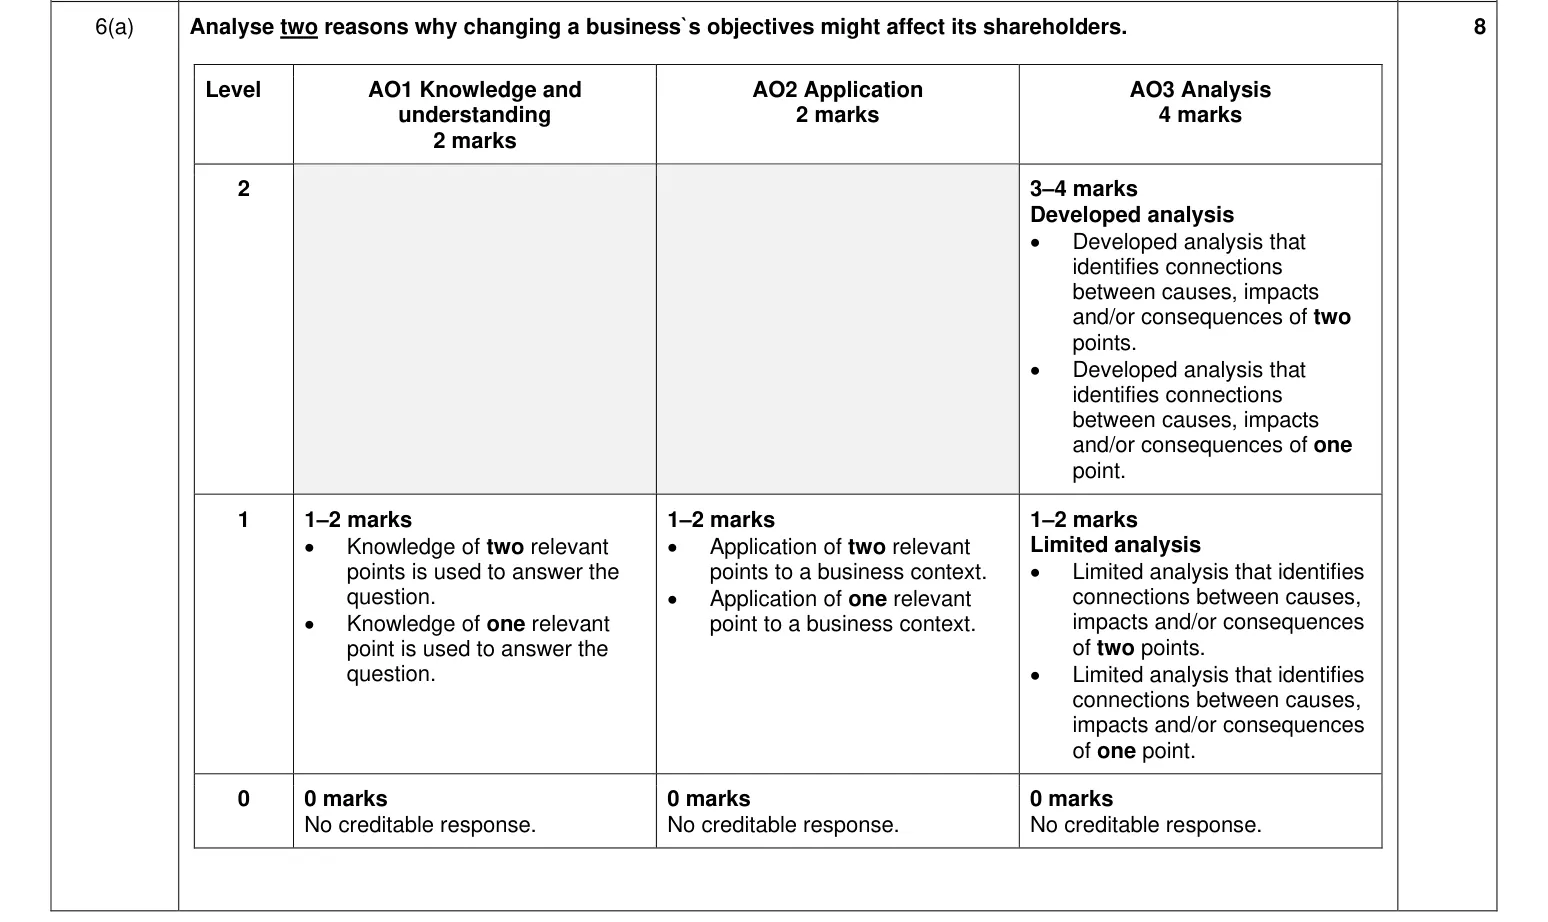 6(a)
Analyse two reasons why changing a business`s objectives might affect its shareholders.
8
Level
AO1 Knowledge and
understanding
2 marks
AO2 Application
2 marks
AO3 Analysis
4 marks
2
3–4 marks
Developed analysis
• Developed analysis that
identifies connections
between causes, impacts
and/or consequences of two
points.
• Developed analysis that
identifies connections
between causes, impacts
and/or consequences of one
point.
1
1–2 marks
• Knowledge of two relevant
points is used to answer the
question.
• Knowledge of one relevant
point is used to answer the
question.
1–2 marks
• Application of two relevant
points to a business context.
• Application of one relevant
point to a business context.
1–2 marks
Limited analysis
• Limited analysis that identifies
connections between causes,
impacts and/or consequences
of two points.
• Limited analysis that identifies
connections between causes,
impacts and/or consequences
of one point.
0
0 marks
No creditable response.
0 marks
No creditable response.
0 marks
No creditable response.